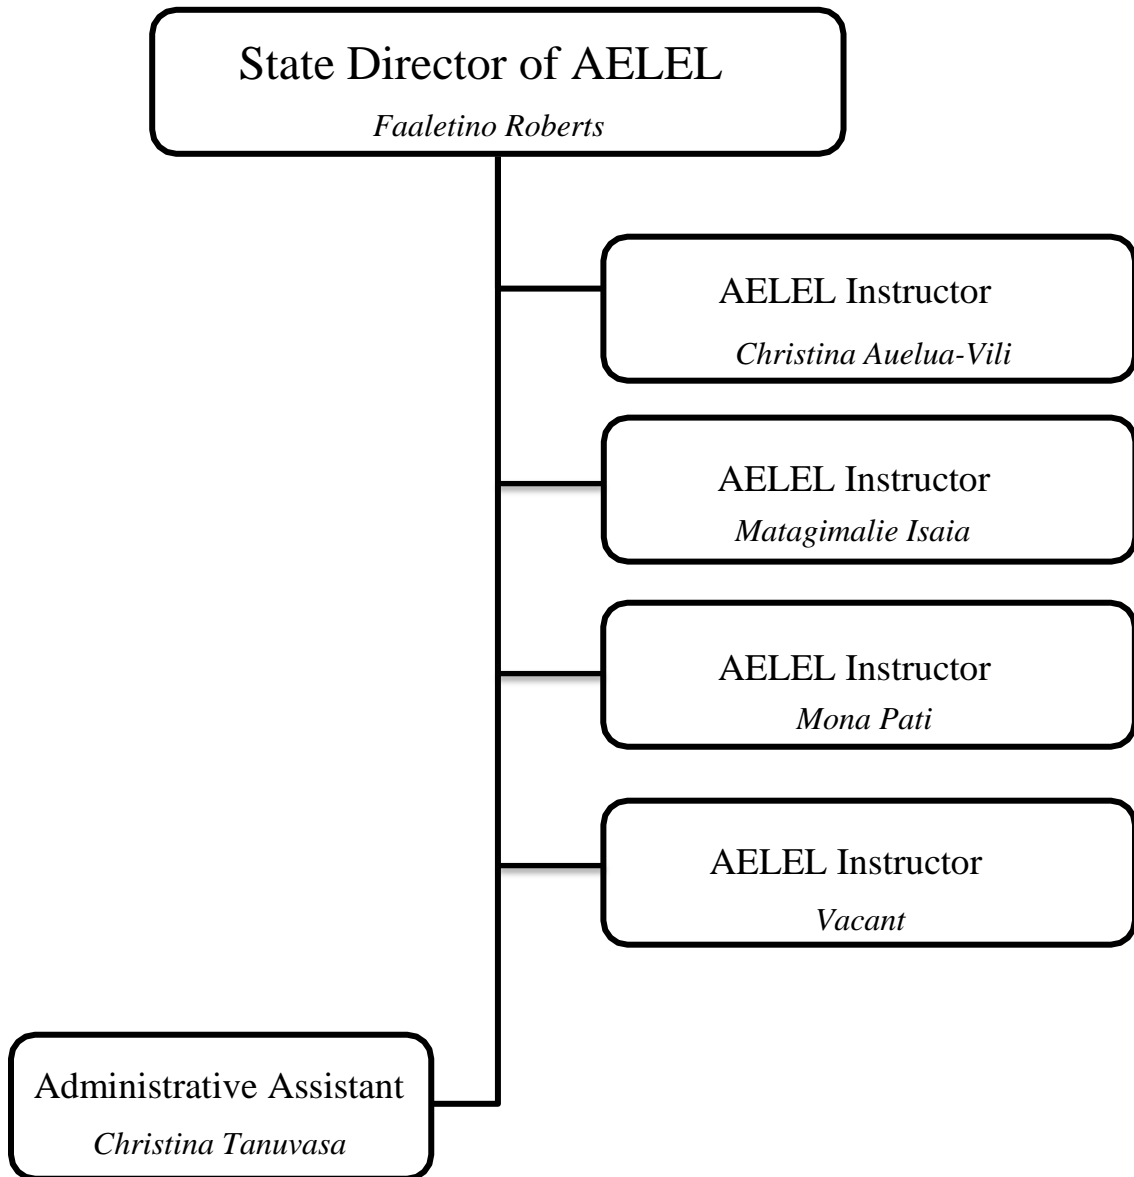 State Director of AELEL
Faaletino Roberts
AELEL Instructor
Christina Auelua-Vili
AELEL Instructor
Matagimalie Isaia
AELEL Instructor
Mona Pati
AELEL Instructor
Vacant
Administrative Assistant
Christina Tanuvasa